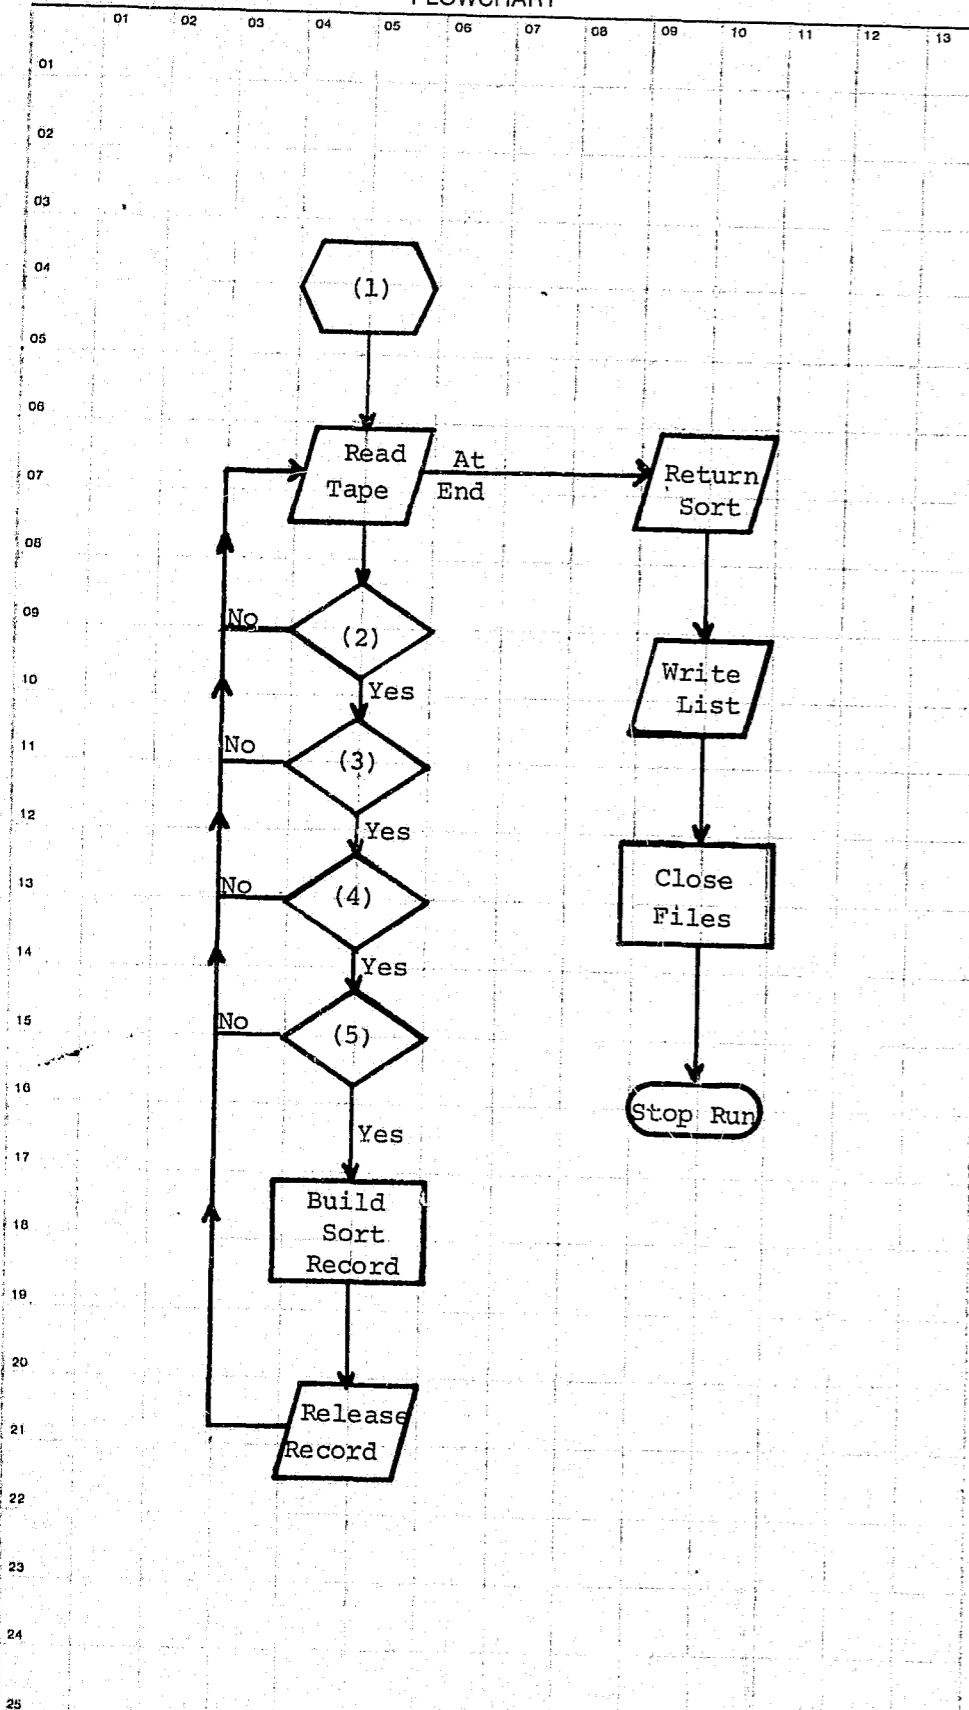 FLOWCHART
01 02 03 04 05 06 07 08 09 10 11 12 13
01
02
03
04
(1)
05
06
07
Read
Tape
At
End
Return
Sort
08
09
No
(2)
10
Yes
Write
List
11
No
(3)
12
Yes
13
No
(4)
Close
Files
14
Yes
15
No
(5)
16
Stop Run
Yes
17
18
Build
Sort
Record
19
20
21
Release
Record
22
23
24
25